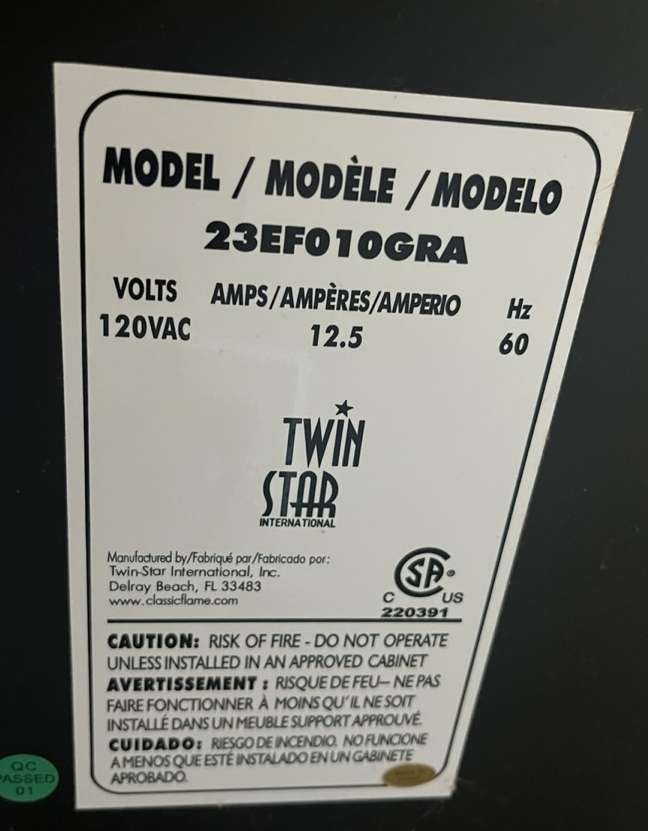 MODEL / MODÈLE / MODELO
23EF010GRA
VOLTS AMPS/AMPÈRES/AMPERIO Hz
120VAC 12.5 60
TWIN
STAR
INTERNATIONAL
Manufactured by/Fabriqué par/Fabricado por:
Twin-Star International, Inc.
Delray Beach, FL 33483
www.classicflame.com
SA
C US
220391
CAUTION: RISK OF FIRE - DO NOT OPERATE
UNLESS INSTALLED IN AN APPROVED CABINET
AVERTISSEMENT : RISQUE DE FEU– NE PAS
FAIRE FONCTIONNER À MOINS QU'IL NE SOIT
INSTALLÉ DANS UN MEUBLE SUPPORT APPROUVÉ.
CUIDADO: RIESGO DE INCENDIO. NO FUNCIONE
A MENOS QUE ESTÉ INSTALADO EN UN GABINETE
APROBADO.
QC
PASSED
01